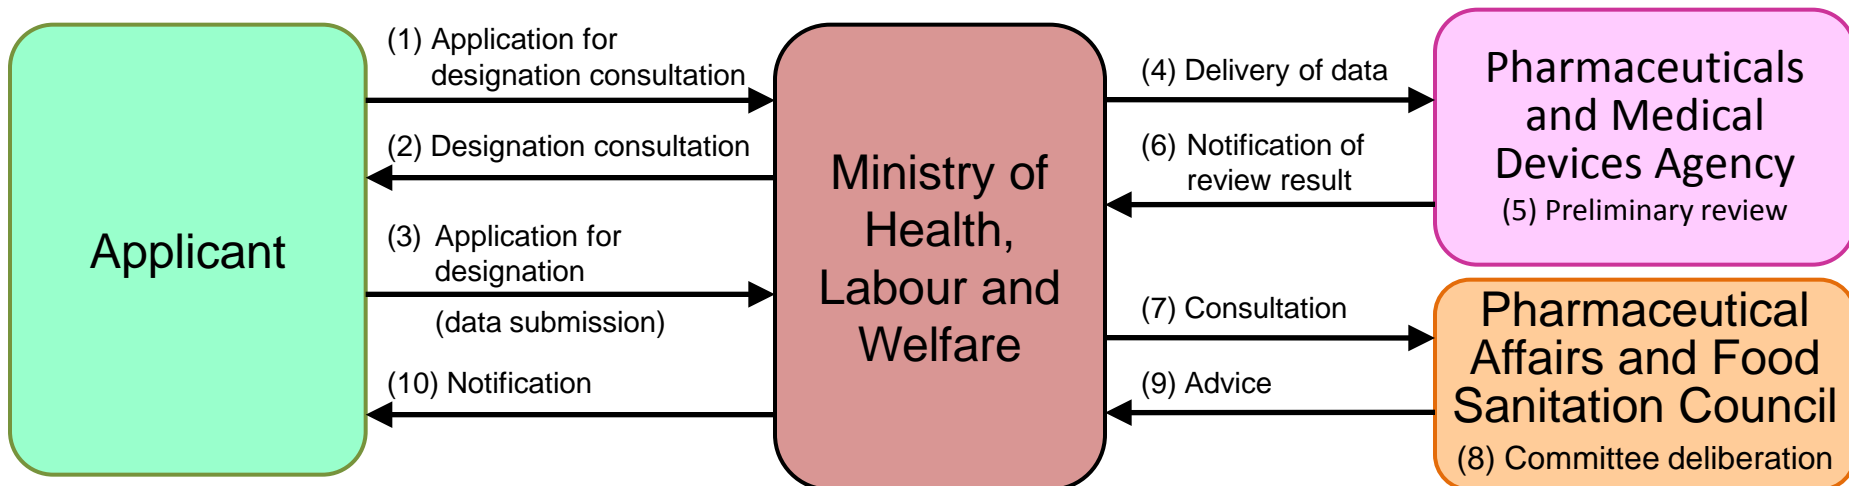 Applicant
(1) Application for
designation consultation
(2) Designation consultation
(3) Application for
designation
(data submission)
(10) Notification
Ministry of
Health,
Labour and
Welfare
(4) Delivery of data
(6) Notification of
review result
(7) Consultation
(9) Advice
Pharmaceuticals
and Medical
Devices Agency
(5) Preliminary review
Pharmaceutical
Affairs and Food
Sanitation Council
(8) Committee deliberation